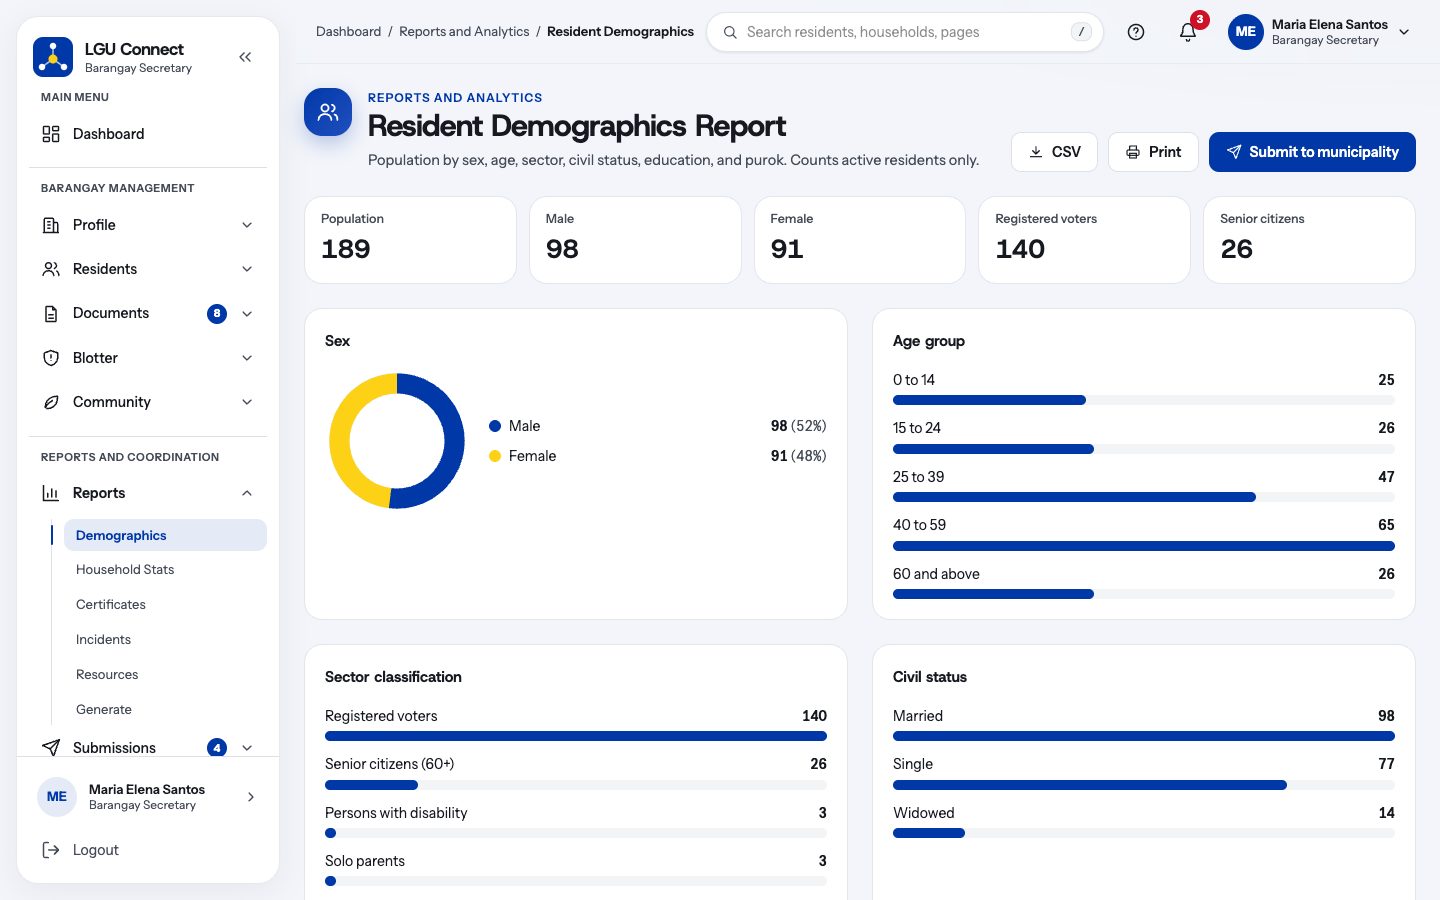 LGU Connect
Barangay Secretary
MAIN MENU
Dashboard
BARANGAY MANAGEMENT
Profile
Residents
Documents 8
Blotter
Community
REPORTS AND COORDINATION
Reports
Demographics
Household Stats
Certificates
Incidents
Resources
Generate
Submissions 4
ME Maria Elena Santos
Barangay Secretary
Logout
Dashboard / Reports and Analytics / Resident Demographics
Search residents, households, pages /
3
ME Maria Elena Santos
Barangay Secretary
REPORTS AND ANALYTICS
Resident Demographics Report
Population by sex, age, sector, civil status, education, and purok. Counts active residents only.
CSV
Print
Submit to municipality
Population
189
Male
98
Female
91
Registered voters
140
Senior citizens
26
Sex
Male 98 (52%)
Female 91 (48%)
Age group
0 to 14 25
15 to 24 26
25 to 39 47
40 to 59 65
60 and above 26
Sector classification
Registered voters 140
Senior citizens (60+) 26
Persons with disability 3
Solo parents 3
Civil status
Married 98
Single 77
Widowed 14